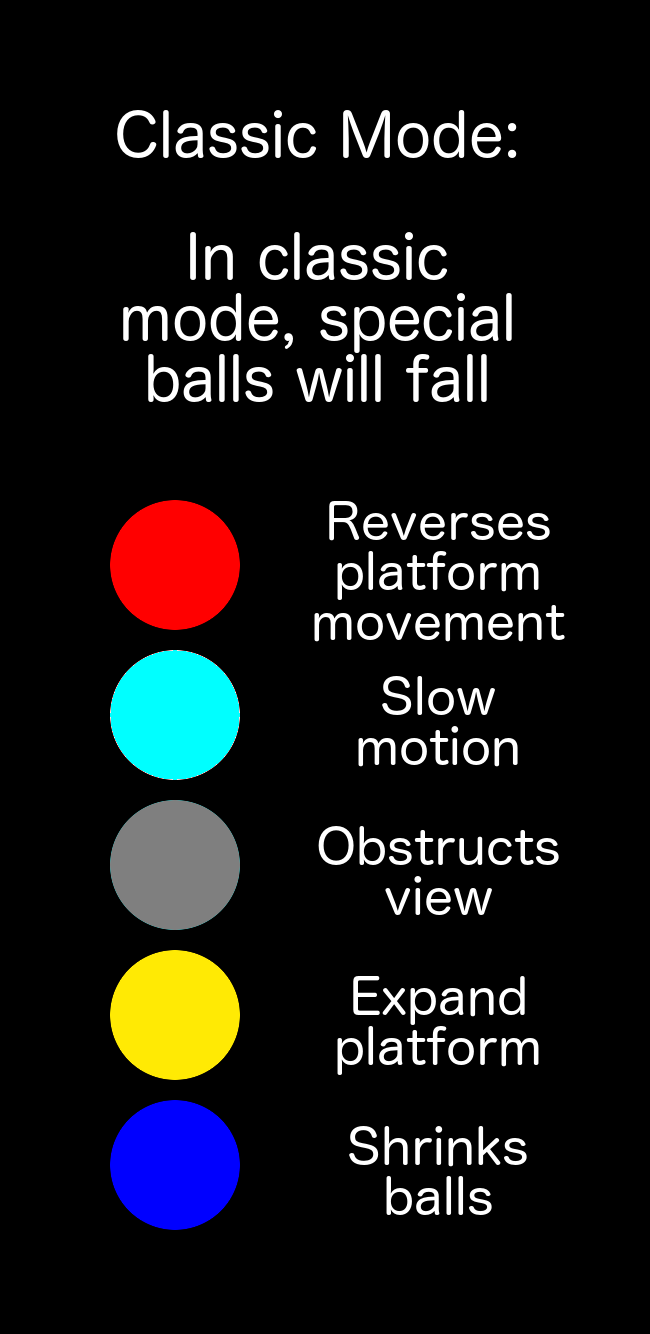 Classic Mode:
In classic
mode, special
balls will fall
Reverses
platform
movement
Slow
motion
Obstructs
view
Expand
platform
Shrinks
balls